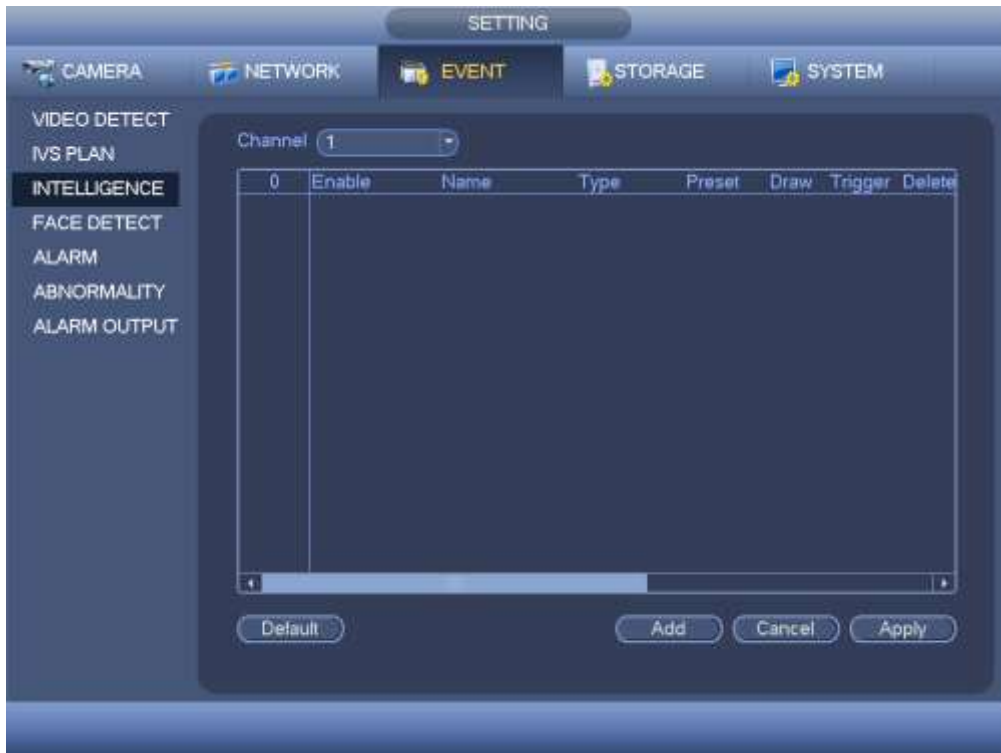 SETTING
CAMERA NETWORK EVENT STORAGE SYSTEM
VIDEO DETECT
IVS PLAN
INTELLIGENCE
FACE DETECT
ALARM
ABNORMALITY
ALARM OUTPUT
Channel 1
0 Enable Name Type Preset Draw Trigger Delete
Default Add Cancel Apply